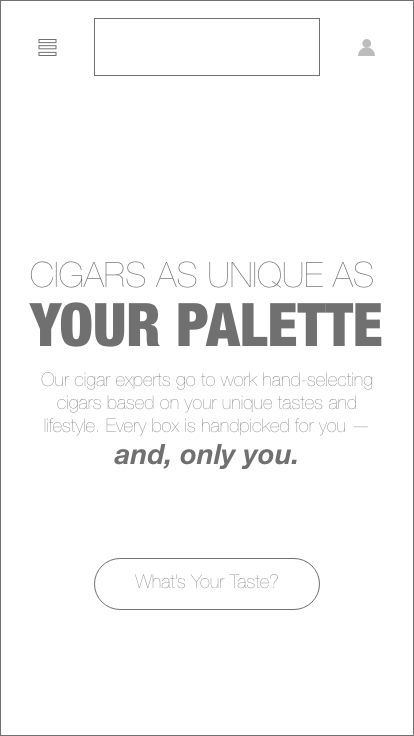 CIGARS AS UNIQUE AS
YOUR PALETTE
Our cigar experts go to work hand-selecting
cigars based on your unique tastes and
lifestyle. Every box is handpicked for you —
and, only you.
What's Your Taste?